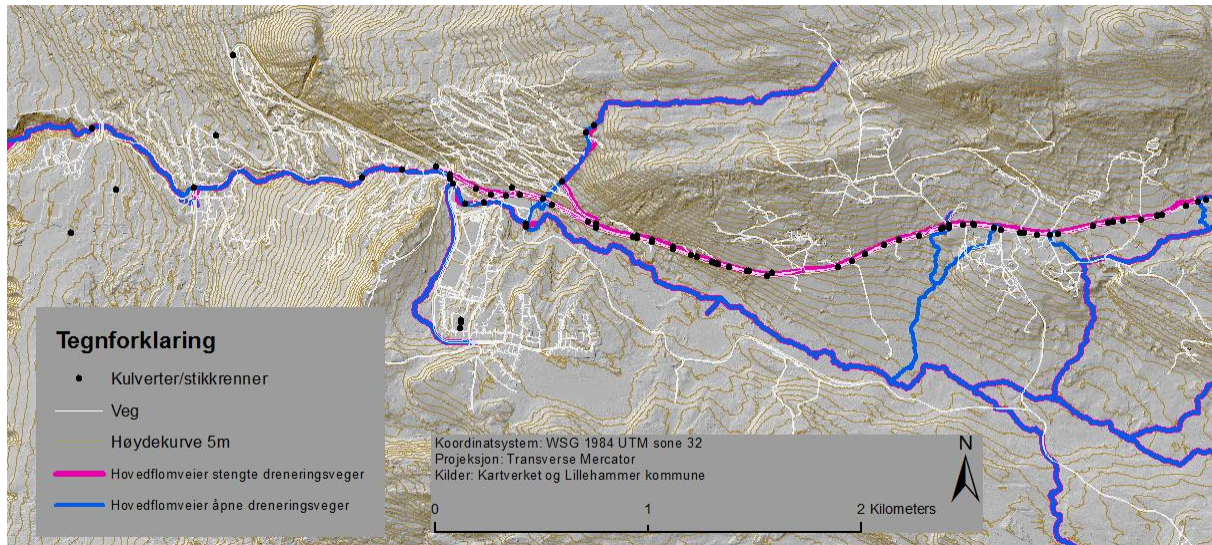 Tegnforklaring
Kulverter/stikkrenner
Veg
Høydekurve 5m
Hovedflomveier stengte dreneringsveger
Hovedflomveier åpne dreneringsveger
Koordinatsystem: WSG 1984 UTM sone 32
Projeksjon: Transverse Mercator
Kilder: Kartverket og Lillehammer kommune
N
0 1 2 Kilometers